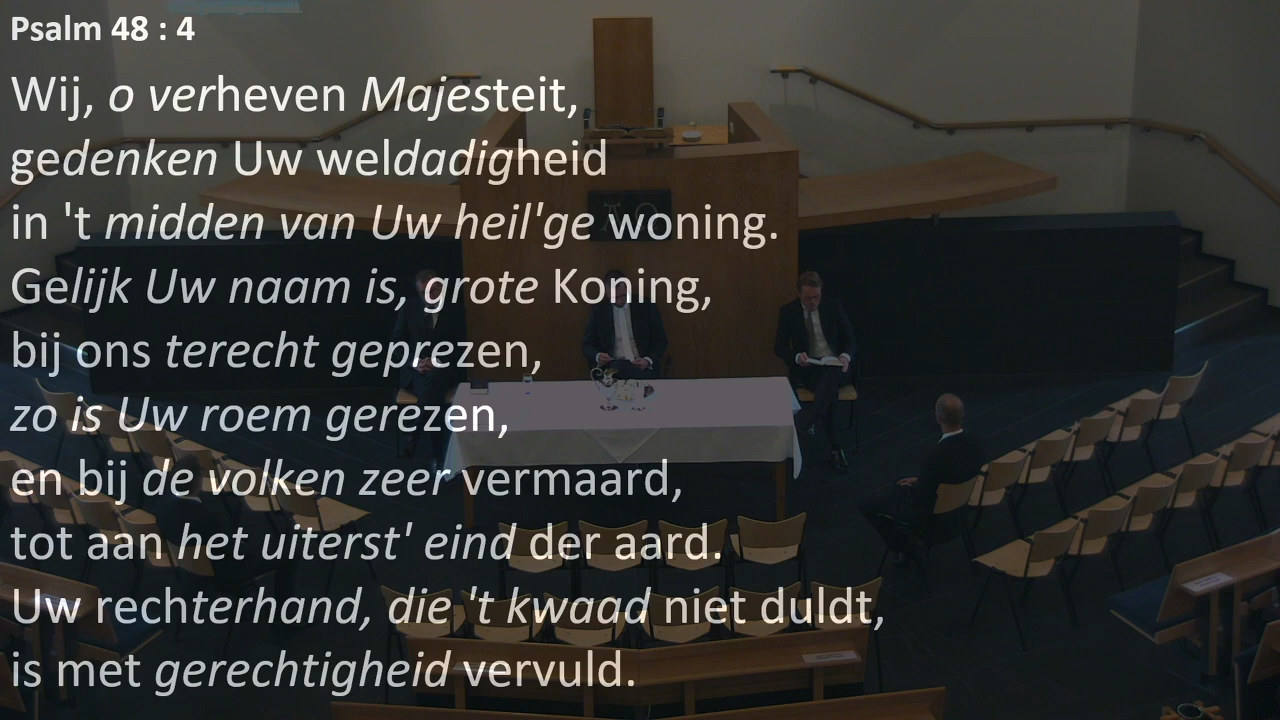 Psalm 48 : 4
Wij, o verheven Majesteit,
gedenken Uw weldadigheid
in 't midden van Uw heil'ge woning.
Gelijk Uw naam is, grote Koning,
bij ons terecht geprezen,
zo is Uw roem gerezen,
en bij de volken zeer vermaard,
tot aan het uiterst' eind der aard.
Uw rechterhand, die 't kwaad niet duldt,
is met gerechtigheid vervuld.